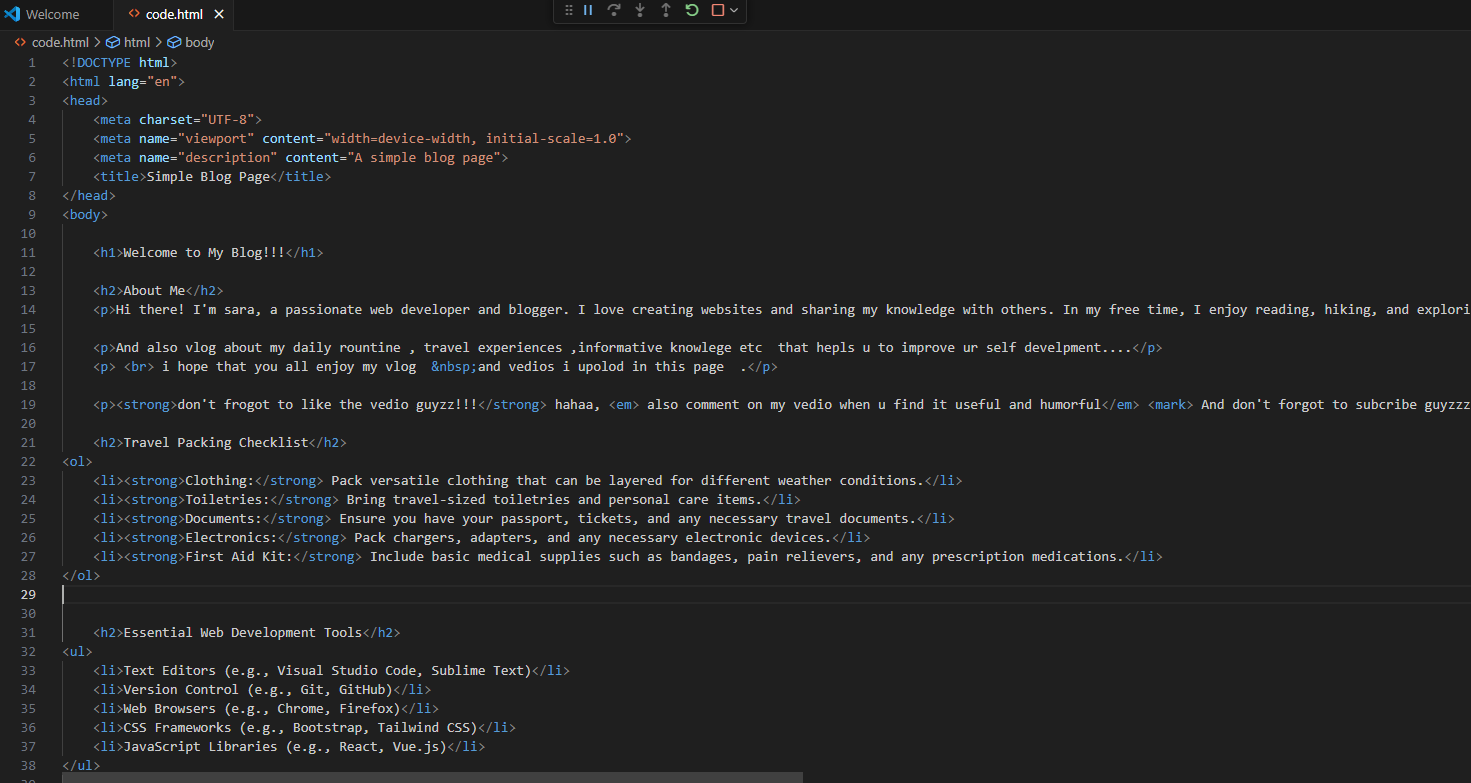 Welcome
code.html
code.html > html > body
1 <!DOCTYPE html>
2 <html lang="en">
3 <head>
4 <meta charset="UTF-8">
5 <meta name="viewport" content="width=device-width, initial-scale=1.0">
6 <meta name="description" content="A simple blog page">
7 <title>Simple Blog Page</title>
8 </head>
9 <body>
10
11 <h1>Welcome to My Blog!!!</h1>
12
13 <h2>About Me</h2>
14 <p>Hi there! I'm sara, a passionate web developer and blogger. I love creating websites and sharing my knowledge with others. In my free time, I enjoy reading, hiking, and explori
15
16 <p>And also vlog about my daily rountine , travel experiences ,informative knowlege etc  that hepls u to improve ur self develpment....</p>
17 <p> <br> i hope that you all enjoy my vlog  &nbsp;and vedios i upolod in this page  .</p>
18
19 <p><strong>don't frogot to like the vedio guyzz!!!</strong> hahaa, <em> also comment on my vedio when u find it useful and humorful</em> <mark> And don't forgot to subcribe guyzzz
20
21 <h2>Travel Packing Checklist</h2>
22 <ol>
23 <li><strong>Clothing:</strong> Pack versatile clothing that can be layered for different weather conditions.</li>
24 <li><strong>Toiletries:</strong> Bring travel-sized toiletries and personal care items.</li>
25 <li><strong>Documents:</strong> Ensure you have your passport, tickets, and any necessary travel documents.</li>
26 <li><strong>Electronics:</strong> Pack chargers, adapters, and any necessary electronic devices.</li>
27 <li><strong>First Aid Kit:</strong> Include basic medical supplies such as bandages, pain relievers, and any prescription medications.</li>
28 </ol>
29
30
31 <h2>Essential Web Development Tools</h2>
32 <ul>
33 <li>Text Editors (e.g., Visual Studio Code, Sublime Text)</li>
34 <li>Version Control (e.g., Git, GitHub)</li>
35 <li>Web Browsers (e.g., Chrome, Firefox)</li>
36 <li>CSS Frameworks (e.g., Bootstrap, Tailwind CSS)</li>
37 <li>JavaScript Libraries (e.g., React, Vue.js)</li>
38 </ul>